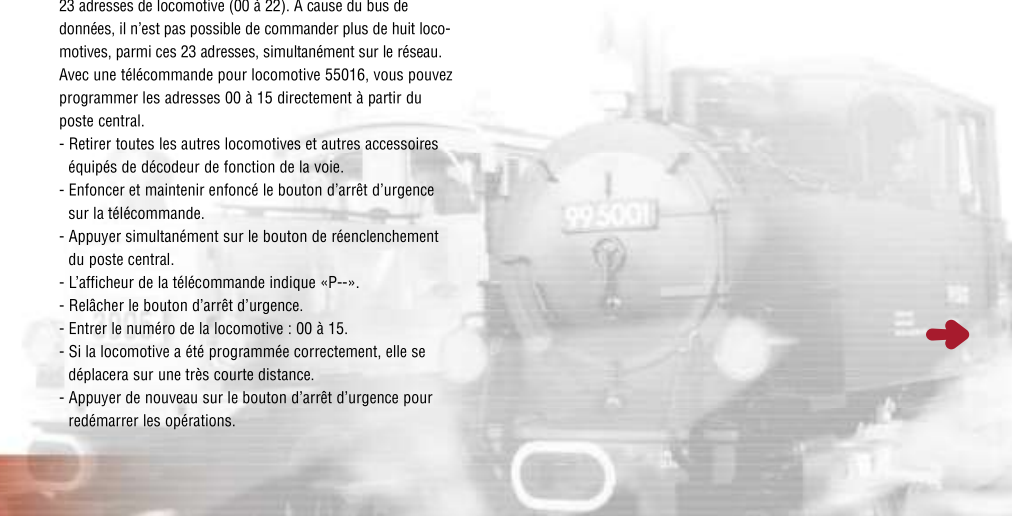 23 adresses de locomotive (00 à 22). A cause du bus de
données, il n’est pas possible de commander plus de huit loco-
motives, parmi ces 23 adresses, simultanément sur le réseau.
Avec une télécommande pour locomotive 55016, vous pouvez
programmer les adresses 00 à 15 directement à partir du
poste central.
- Retirer toutes les autres locomotives et autres accessoires
équipés de décodeur de fonction de la voie.
- Enfoncer et maintenir enfoncé le bouton d’arrêt d’urgence
sur la télécommande.
- Appuyer simultanément sur le bouton de réenclenchement
du poste central.
- L’afficheur de la télécommande indique «P--».
- Relâcher le bouton d’arrêt d’urgence.
- Entrer le numéro de la locomotive : 00 à 15.
- Si la locomotive a été programmée correctement, elle se
déplacera sur une très courte distance.
- Appuyer de nouveau sur le bouton d’arrêt d’urgence pour
redémarrer les opérations.
99 5001